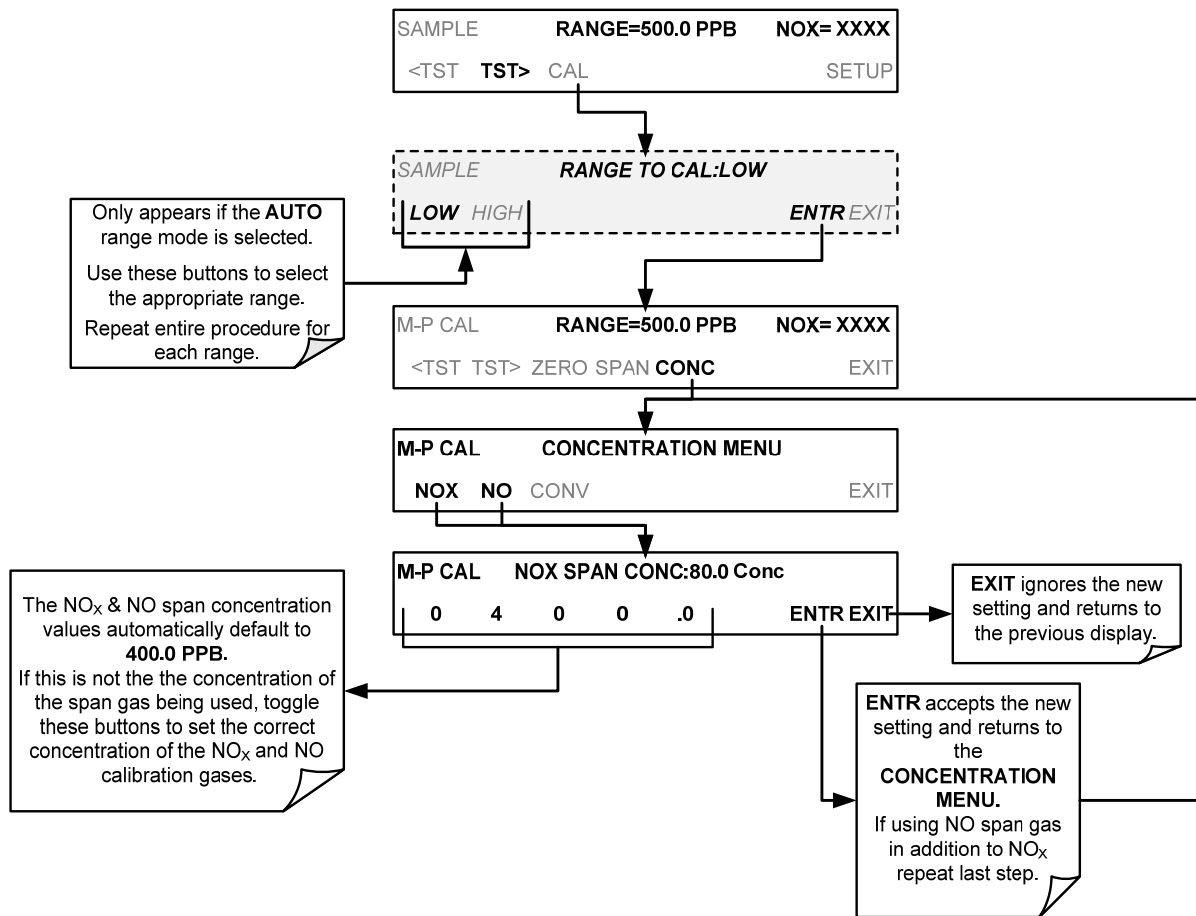 SAMPLE RANGE=500.0 PPB NOX= XXXX
<TST TST> CAL SETUP
SAMPLE RANGE TO CAL:LOW
LOW HIGH ENTR EXIT
Only appears if the AUTO
range mode is selected.
Use these buttons to select
the appropriate range.
Repeat entire procedure for
each range.
M-P CAL RANGE=500.0 PPB NOX= XXXX
<TST TST> ZERO SPAN CONC EXIT
M-P CAL CONCENTRATION MENU
NOX NO CONV EXIT
M-P CAL NOX SPAN CONC:80.0 Conc
0 4 0 0 .0 ENTR EXIT
The NOX & NO span concentration
values automatically default to
400.0 PPB.
If this is not the the concentration of
the span gas being used, toggle
these buttons to set the correct
concentration of the NOX and NO
calibration gases.
EXIT ignores the new
setting and returns to
the previous display.
ENTR accepts the new
setting and returns to
the
CONCENTRATION
MENU.
If using NO span gas
in addition to NOX
repeat last step.